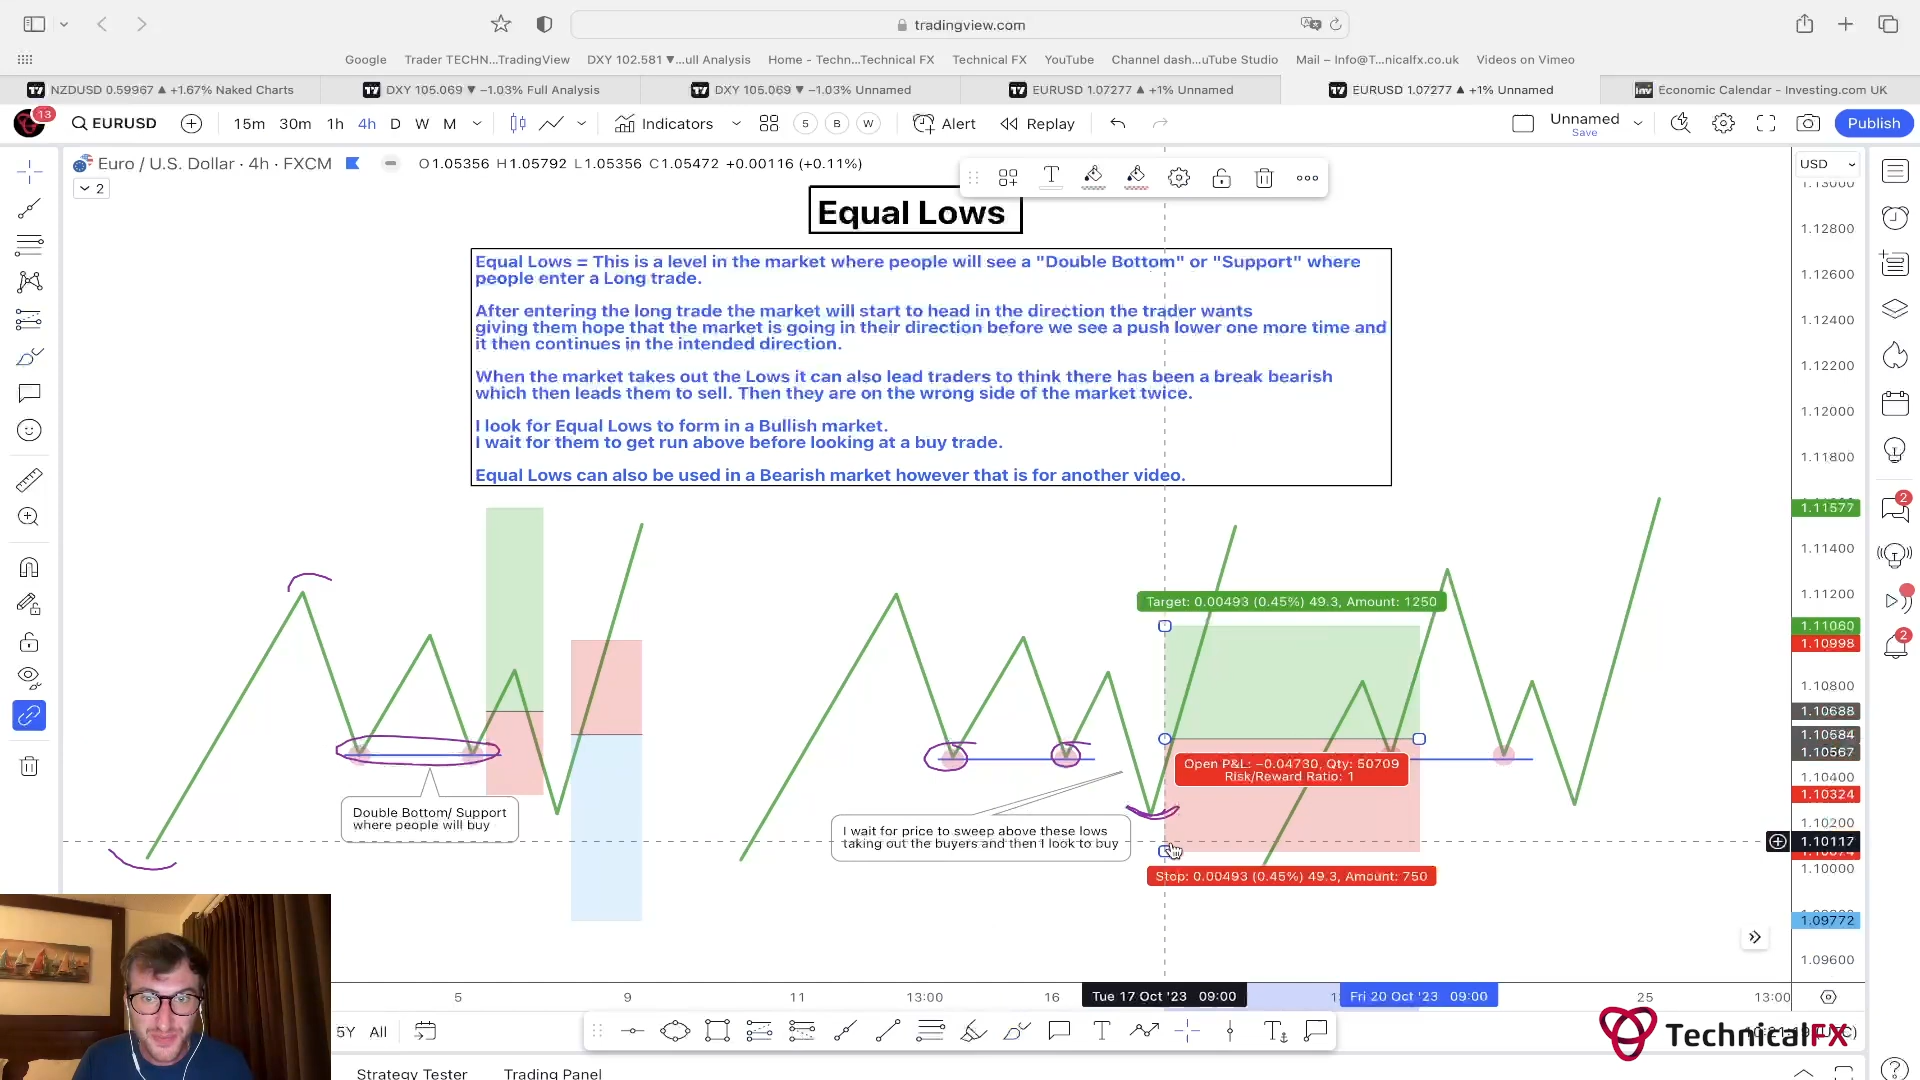 tradingview.com
Google
Trader TECHN...TradingView
DXY 102.581 ▼...ull Analysis
Home - Techn...Technical FX
Technical FX
YouTube
Channel dash...uTube Studio
Mail – Info@T...nicalfx.co.uk
Videos on Vimeo
NZDUSD 0.59967 ▲ +1.67% Naked Charts
DXY 105.069 ▼ −1.03% Full Analysis
DXY 105.069 ▼ −1.03% Unnamed
EURUSD 1.07277 ▲ +1% Unnamed
EURUSD 1.07277 ▲ +1% Unnamed
Economic Calendar - Investing.com UK
13
EURUSD
15m 30m 1h 4h D W M
Indicators
S B W
Alert
Replay
Unnamed
Save
Publish
Euro / U.S. Dollar · 4h · FXCM
O1.05356 H1.05792 L1.05356 C1.05472 +0.00116 (+0.11%)
USD
2
Equal Lows
Equal Lows = This is a level in the market where people will see a "Double Bottom" or "Support" where
people enter a Long trade.
After entering the long trade the market will start to head in the direction the trader wants
giving them hope that the market is going in their direction before we see a push lower one more time and
it then continues in the intended direction.
When the market takes out the Lows it can also lead traders to think there has been a break bearish
which then leads them to sell. Then they are on the wrong side of the market twice.
I look for Equal Lows to form in a Bullish market.
I wait for them to get run above before looking at a buy trade.
Equal Lows can also be used in a Bearish market however that is for another video.
Target: 0.00493 (0.45%) 49.3, Amount: 1250
Open P&L: −0.04730, Qty: 50709
Risk/Reward Ratio: 1
Stop: 0.00493 (0.45%) 49.3, Amount: 750
Double Bottom/ Support
where people will buy
I wait for price to sweep above these lows
taking out the buyers and then I look to buy
1.13000
1.12800
1.12600
1.12400
1.12200
1.12000
1.11800
1.11577
1.11400
1.11200
1.11060
1.10998
1.10800
1.10688
1.10584
1.10567
1.10400
1.10324
1.10200
1.10117
1.10000
1.09772
1.09600
2
2
5
9
11
13:00
16
Tue 17 Oct '23 09:00
Fri 20 Oct '23 09:00
25
13:00
5Y All
TechnicalFX
Strategy Tester
Trading Panel